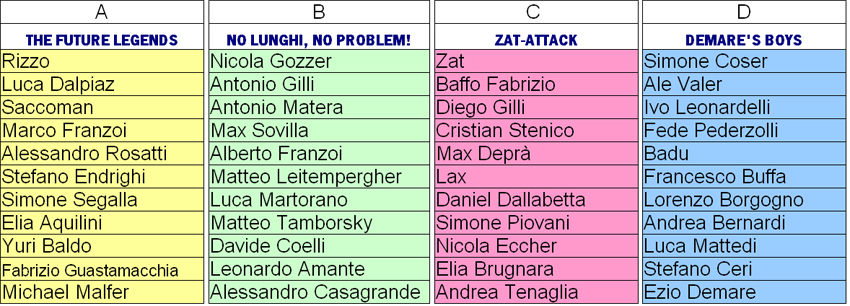 A B C D
THE FUTURE LEGENDS NO LUNGHI, NO PROBLEM! ZAT-ATTACK DEMARE'S BOYS
Rizzo Nicola Gozzer Zat Simone Coser
Luca Dalpiaz Antonio Gilli Baffo Fabrizio Ale Valer
Saccoman Antonio Matera Diego Gilli Ivo Leonardelli
Marco Franzoi Max Sovilla Cristian Stenico Fede Pederzolli
Alessandro Rosatti Alberto Franzoi Max Deprà Badu
Stefano Endrighi Matteo Leitempergher Lax Francesco Buffa
Simone Segalla Luca Martorano Daniel Dallabetta Lorenzo Borgogno
Elia Aquilini Matteo Tamborsky Simone Piovani Andrea Bernardi
Yuri Baldo Davide Coelli Nicola Eccher Luca Mattedi
Fabrizio Guastamacchia Leonardo Amante Elia Brugnara Stefano Ceri
Michael Malfer Alessandro Casagrande Andrea Tenaglia Ezio Demare